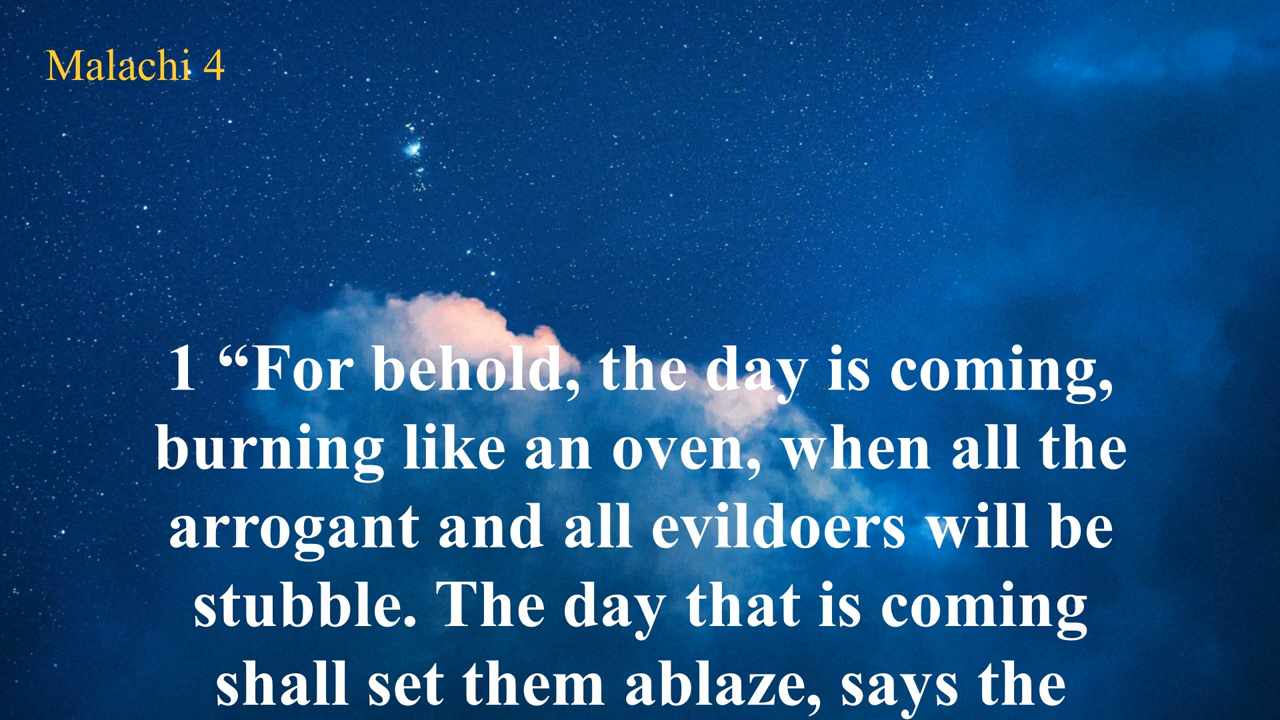 Malachi 4
1 “For behold, the day is coming,
burning like an oven, when all the
arrogant and all evildoers will be
stubble. The day that is coming
shall set them ablaze, says the